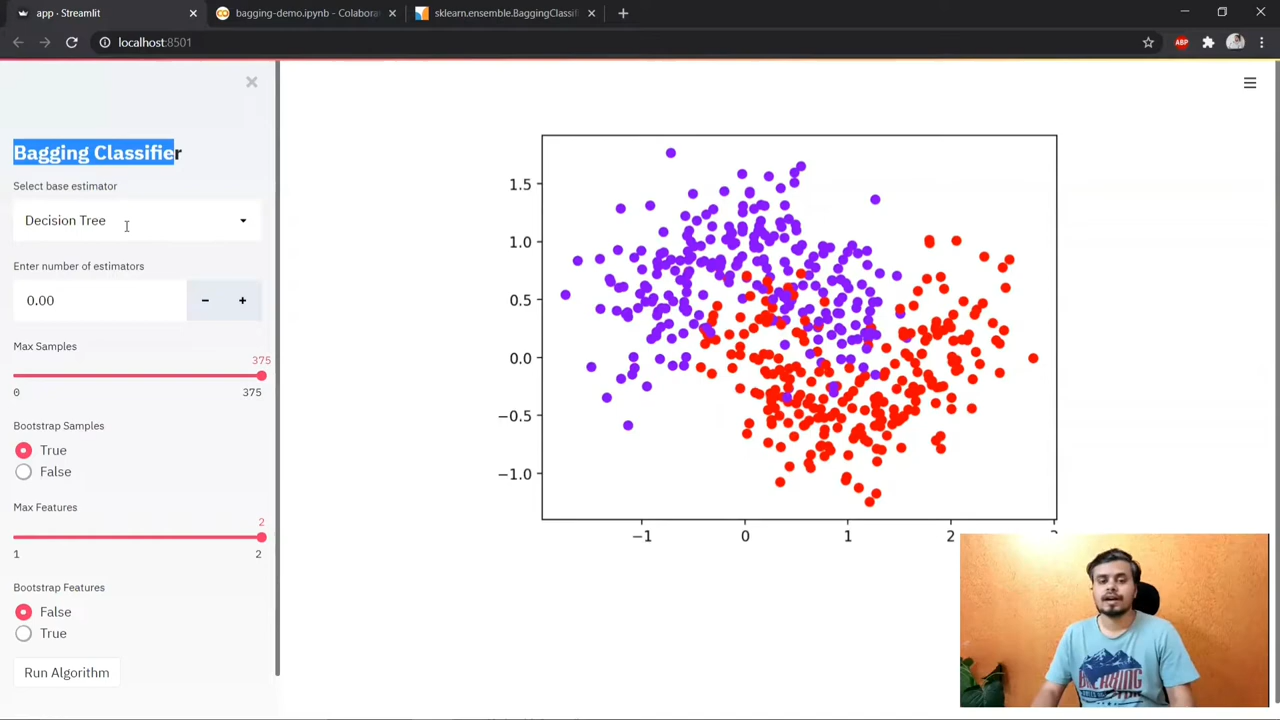 app · Streamlit
bagging-demo.ipynb - Colabora
sklearn.ensemble.BaggingClassifi
localhost:8501
ABP
Bagging Classifier
Select base estimator
Decision Tree
Enter number of estimators
0.00
Max Samples
375
0 375
Bootstrap Samples
True
False
Max Features
2
1 2
Bootstrap Features
False
True
Run Algorithm
1.5
1.0
0.5
0.0
−0.5
−1.0
−1 0 1 2